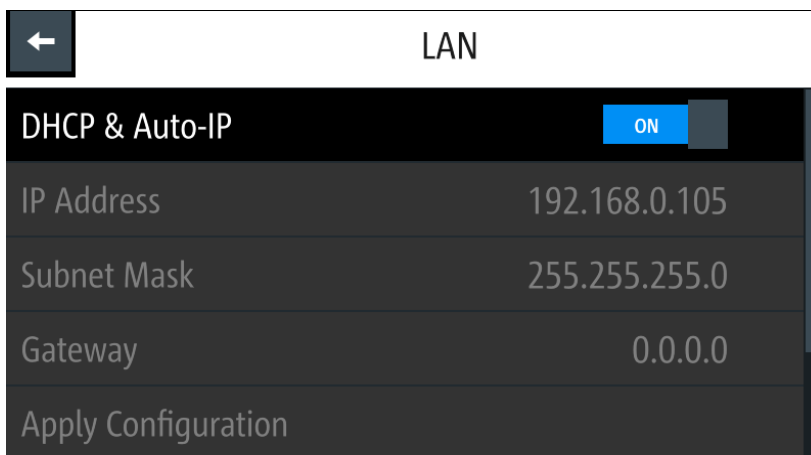 LAN
DHCP & Auto-IP ON
IP Address 192.168.0.105
Subnet Mask 255.255.255.0
Gateway 0.0.0.0
Apply Configuration